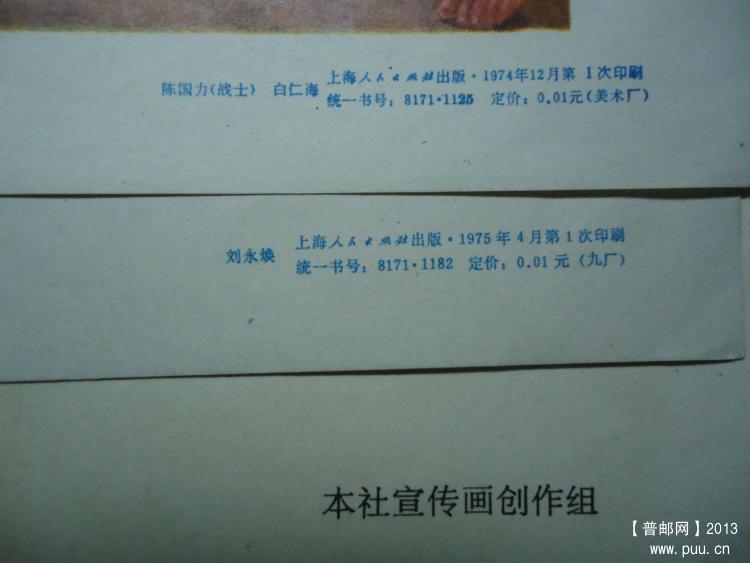 陈国力(战士) 白仁海
上海人民出版社出版·1974年12月第1次印刷
统一书号：8171·1125 定价：0.01元(美术厂)
刘永焕
上海人民出版社出版·1975年4月第1次印刷
统一书号：8171·1182 定价：0.01元(九厂)
本社宣传画创作组
【普邮网】2013
www.puu.cn